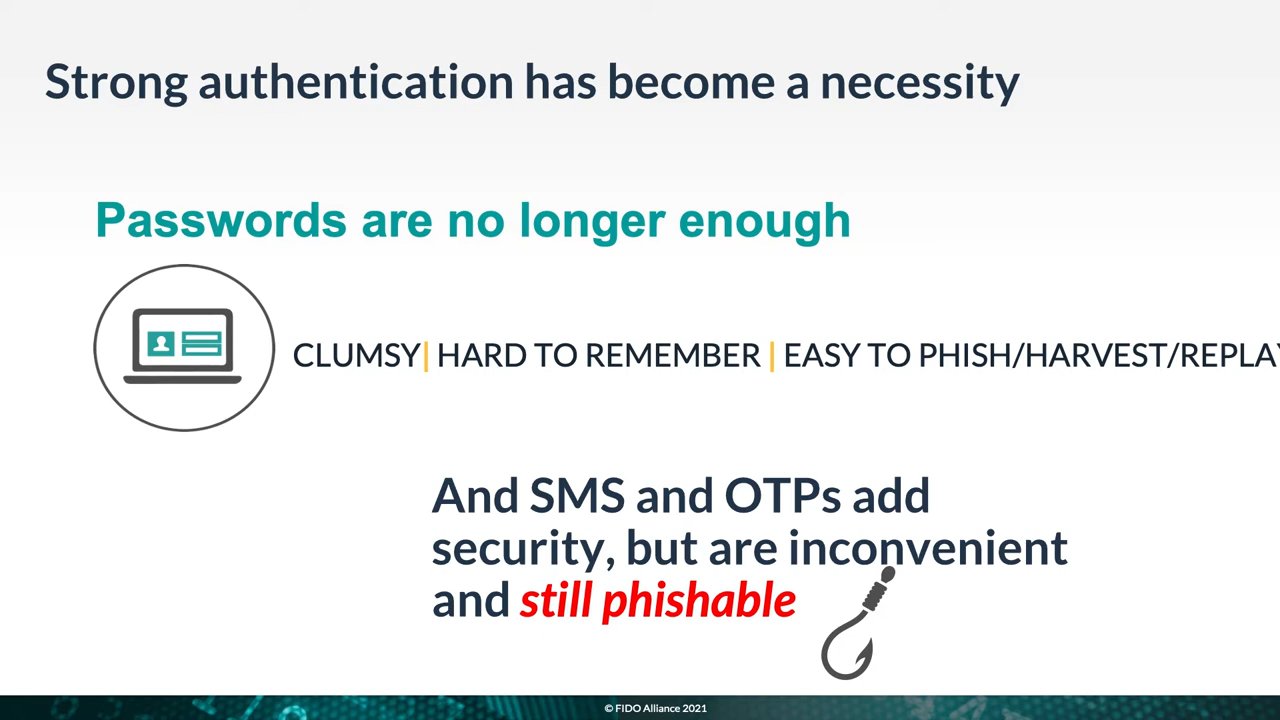 Strong authentication has become a necessity
Passwords are no longer enough
CLUMSY| HARD TO REMEMBER | EASY TO PHISH/HARVEST/REPLAY
And SMS and OTPs add
security, but are inconvenient
and still phishable
© FIDO Alliance 2021